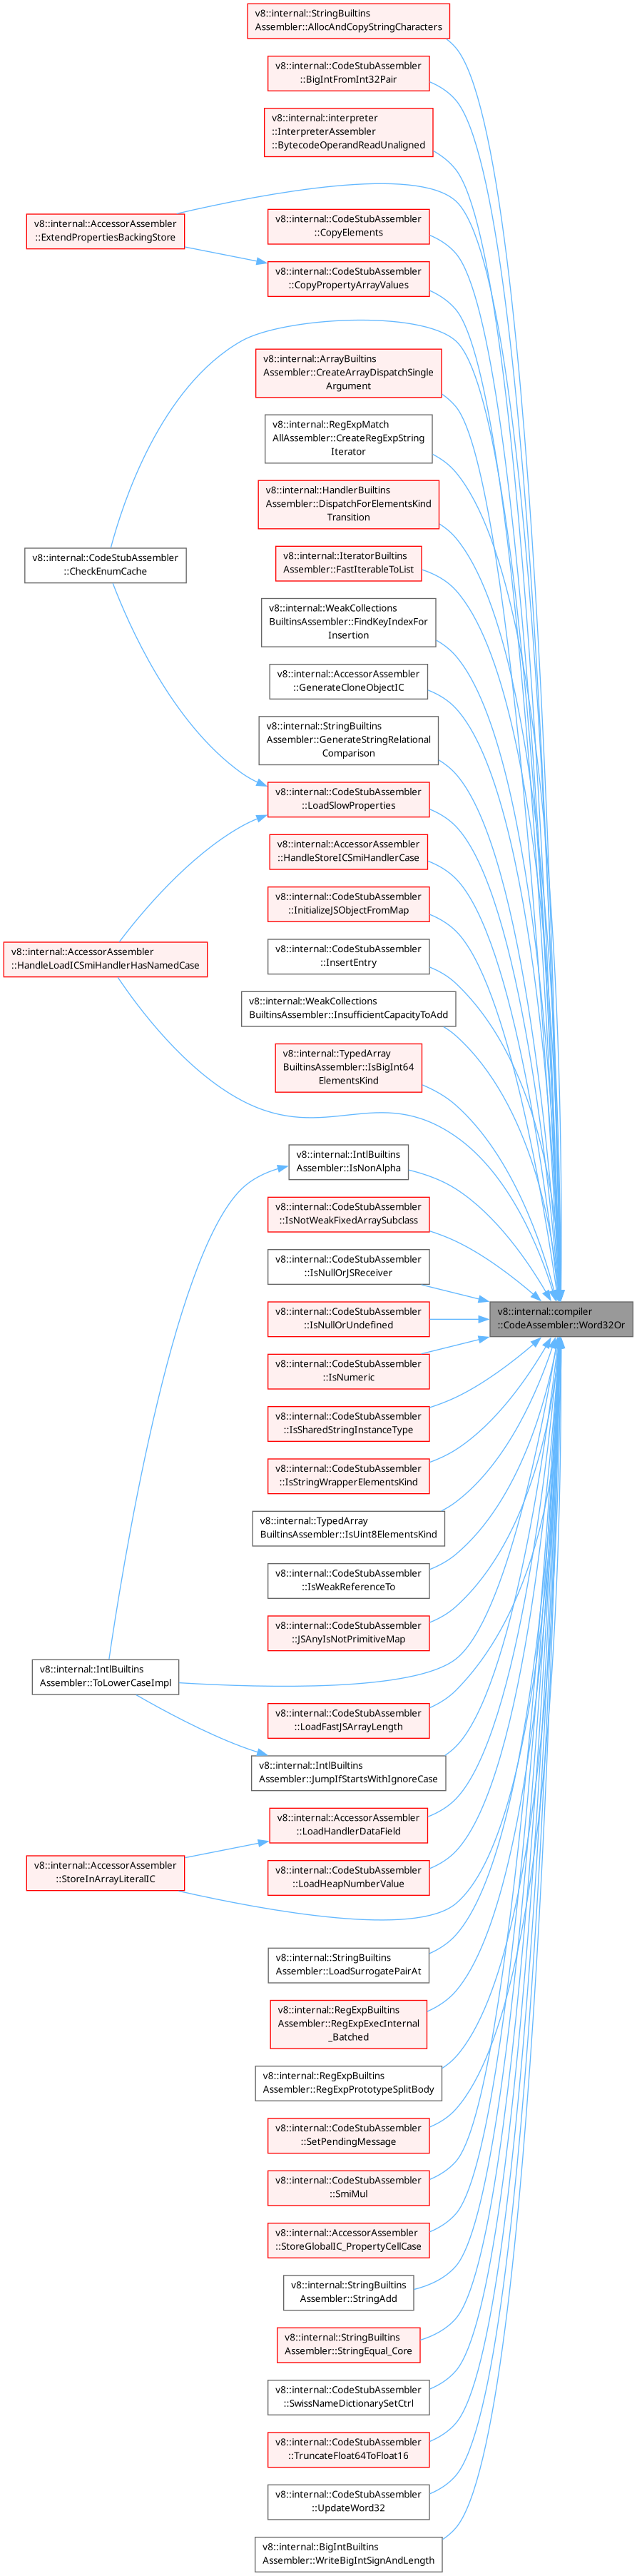 v8::internal::StringBuiltins
Assembler::AllocAndCopyStringCharacters
v8::internal::CodeStubAssembler
::BigIntFromInt32Pair
v8::internal::interpreter
::InterpreterAssembler
::BytecodeOperandReadUnaligned
v8::internal::AccessorAssembler
::ExtendPropertiesBackingStore
v8::internal::CodeStubAssembler
::CopyElements
v8::internal::CodeStubAssembler
::CopyPropertyArrayValues
v8::internal::ArrayBuiltins
Assembler::CreateArrayDispatchSingle
Argument
v8::internal::RegExpMatch
AllAssembler::CreateRegExpString
Iterator
v8::internal::HandlerBuiltins
Assembler::DispatchForElementsKind
Transition
v8::internal::CodeStubAssembler
::CheckEnumCache
v8::internal::IteratorBuiltins
Assembler::FastIterableToList
v8::internal::WeakCollections
BuiltinsAssembler::FindKeyIndexFor
Insertion
v8::internal::AccessorAssembler
::GenerateCloneObjectIC
v8::internal::StringBuiltins
Assembler::GenerateStringRelational
Comparison
v8::internal::CodeStubAssembler
::LoadSlowProperties
v8::internal::AccessorAssembler
::HandleStoreICSmiHandlerCase
v8::internal::CodeStubAssembler
::InitializeJSObjectFromMap
v8::internal::AccessorAssembler
::HandleLoadICSmiHandlerHasNamedCase
v8::internal::CodeStubAssembler
::InsertEntry
v8::internal::WeakCollections
BuiltinsAssembler::InsufficientCapacityToAdd
v8::internal::TypedArray
BuiltinsAssembler::IsBigInt64
ElementsKind
v8::internal::IntlBuiltins
Assembler::IsNonAlpha
v8::internal::CodeStubAssembler
::IsNotWeakFixedArraySubclass
v8::internal::CodeStubAssembler
::IsNullOrJSReceiver
v8::internal::compiler
::CodeAssembler::Word32Or
v8::internal::CodeStubAssembler
::IsNullOrUndefined
v8::internal::CodeStubAssembler
::IsNumeric
v8::internal::CodeStubAssembler
::IsSharedStringInstanceType
v8::internal::CodeStubAssembler
::IsStringWrapperElementsKind
v8::internal::TypedArray
BuiltinsAssembler::IsUint8ElementsKind
v8::internal::CodeStubAssembler
::IsWeakReferenceTo
v8::internal::CodeStubAssembler
::JSAnyIsNotPrimitiveMap
v8::internal::IntlBuiltins
Assembler::ToLowerCaseImpl
v8::internal::CodeStubAssembler
::LoadFastJSArrayLength
v8::internal::IntlBuiltins
Assembler::JumpIfStartsWithIgnoreCase
v8::internal::AccessorAssembler
::LoadHandlerDataField
v8::internal::AccessorAssembler
::StoreInArrayLiteralIC
v8::internal::CodeStubAssembler
::LoadHeapNumberValue
v8::internal::StringBuiltins
Assembler::LoadSurrogatePairAt
v8::internal::RegExpBuiltins
Assembler::RegExpExecInternal
_Batched
v8::internal::RegExpBuiltins
Assembler::RegExpPrototypeSplitBody
v8::internal::CodeStubAssembler
::SetPendingMessage
v8::internal::CodeStubAssembler
::SmiMul
v8::internal::AccessorAssembler
::StoreGlobalIC_PropertyCellCase
v8::internal::StringBuiltins
Assembler::StringAdd
v8::internal::StringBuiltins
Assembler::StringEqual_Core
v8::internal::CodeStubAssembler
::SwissNameDictionarySetCtrl
v8::internal::CodeStubAssembler
::TruncateFloat64ToFloat16
v8::internal::CodeStubAssembler
::UpdateWord32
v8::internal::BigIntBuiltins
Assembler::WriteBigIntSignAndLength